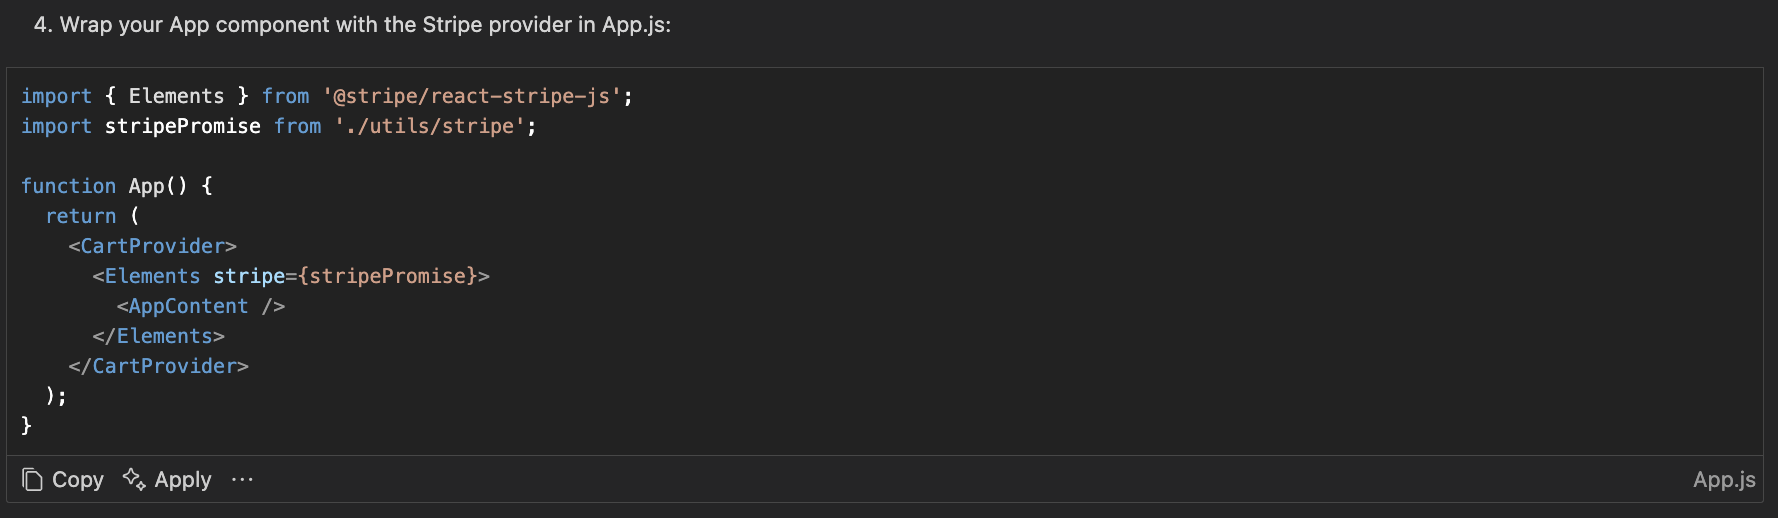 4. Wrap your App component with the Stripe provider in App.js:
import { Elements } from '@stripe/react-stripe-js';
import stripePromise from './utils/stripe';
function App() {
  return (
    <CartProvider>
      <Elements stripe={stripePromise}>
        <AppContent />
      </Elements>
    </CartProvider>
  );
}
Copy Apply ··· App.js